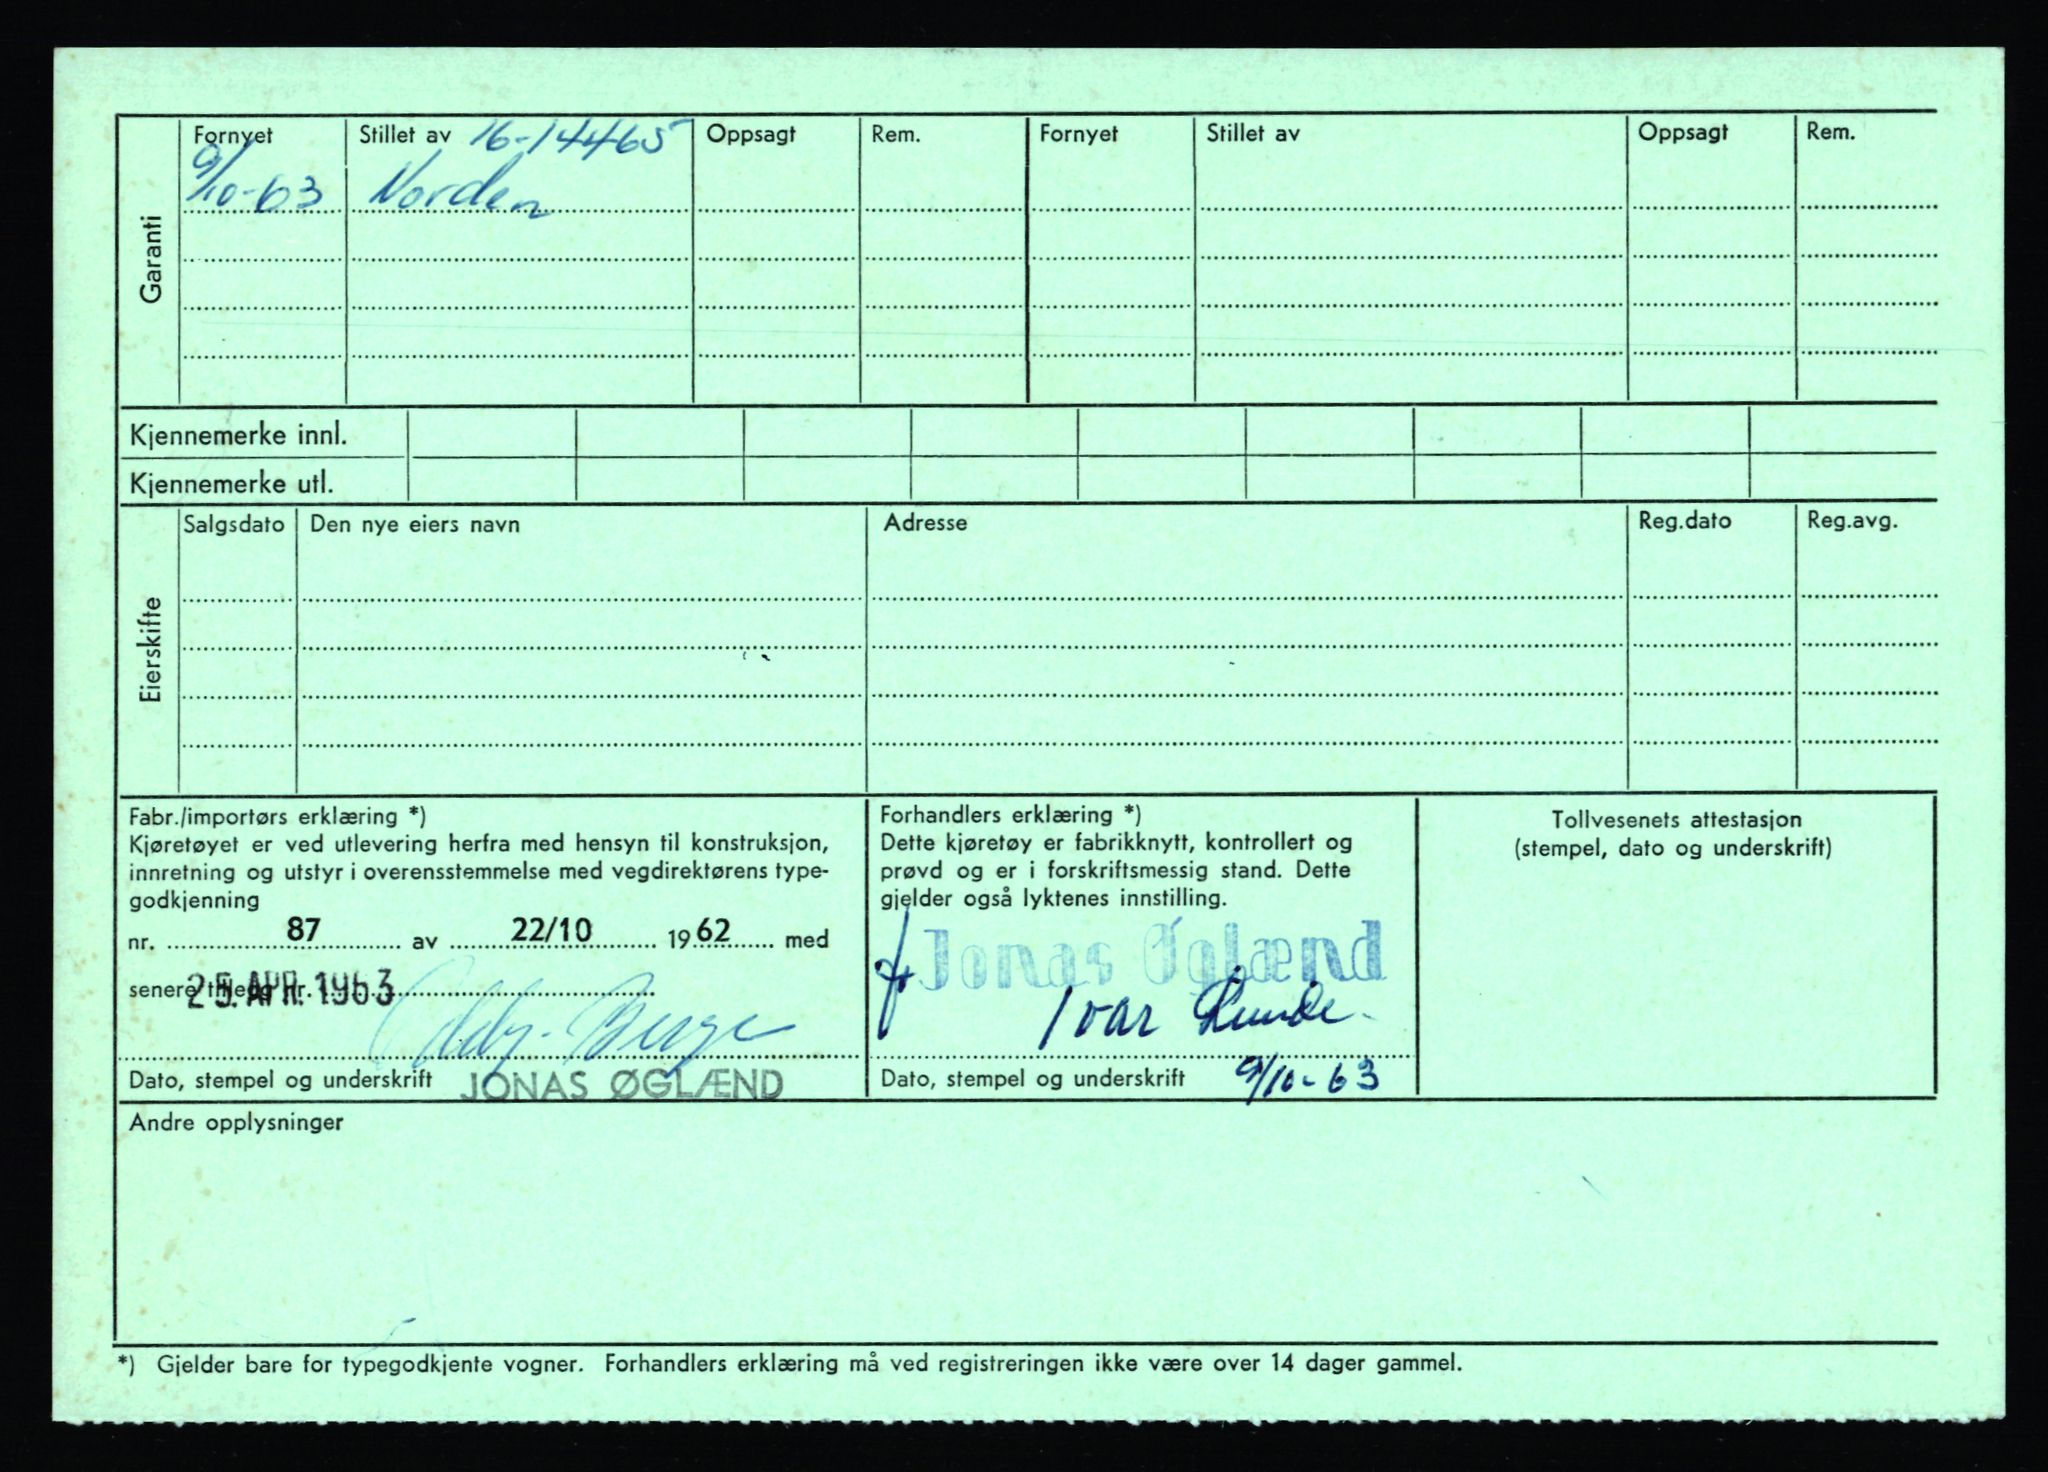 Garanti
Fornyet Stillet av 16-14465 Oppsagt Rem. Fornyet Stillet av Oppsagt Rem.
9/10-63 Norden
Kjennemerke innl.
Kjennemerke utl.
Eierskifte
Salgsdato Den nye eiers navn Adresse Reg.dato Reg.avg.
Fabr./importørs erklæring *)
Kjøretøyet er ved utlevering herfra med hensyn til konstruksjon,
innretning og utstyr i overensstemmelse med vegdirektørens type-
godkjenning
nr. 87 av 22/10 1962 med
senere nr.
25. APR. 1963
Dato, stempel og underskrift JONAS ØGLÆND
Forhandlers erklæring *)
Dette kjøretøy er fabrikknytt, kontrollert og
prøvd og er i forskriftsmessig stand. Dette
gjelder også lyktenes innstilling.
Jonas Øglænd
Ivar Lunde
Dato, stempel og underskrift 9/10-63
Tollvesenets attestasjon
(stempel, dato og underskrift)
Andre opplysninger
*) Gjelder bare for typegodkjente vogner. Forhandlers erklæring må ved registreringen ikke være over 14 dager gammel.